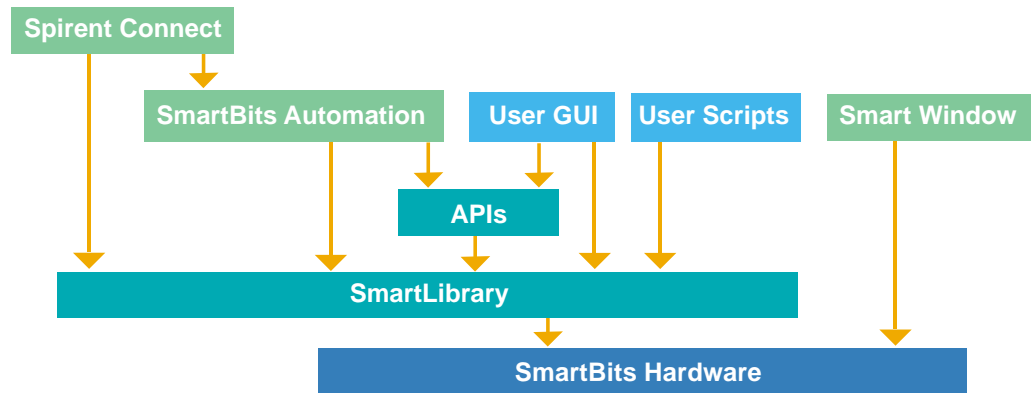 Spirent Connect
SmartBits Automation
User GUI
User Scripts
Smart Window
APIs
SmartLibrary
SmartBits Hardware